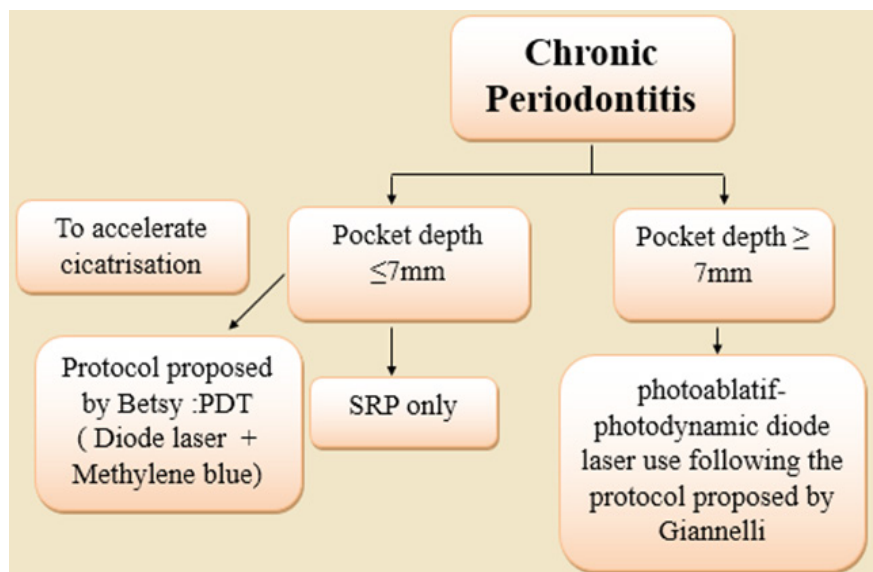 Chronic
Periodontitis
To accelerate
cicatrisation
Pocket depth
≤7mm
Pocket depth ≥
7mm
Protocol proposed
by Betsy :PDT
( Diode laser +
Methylene blue)
SRP only
photoablatif-
photodynamic diode
laser use following the
protocol proposed by
Giannelli